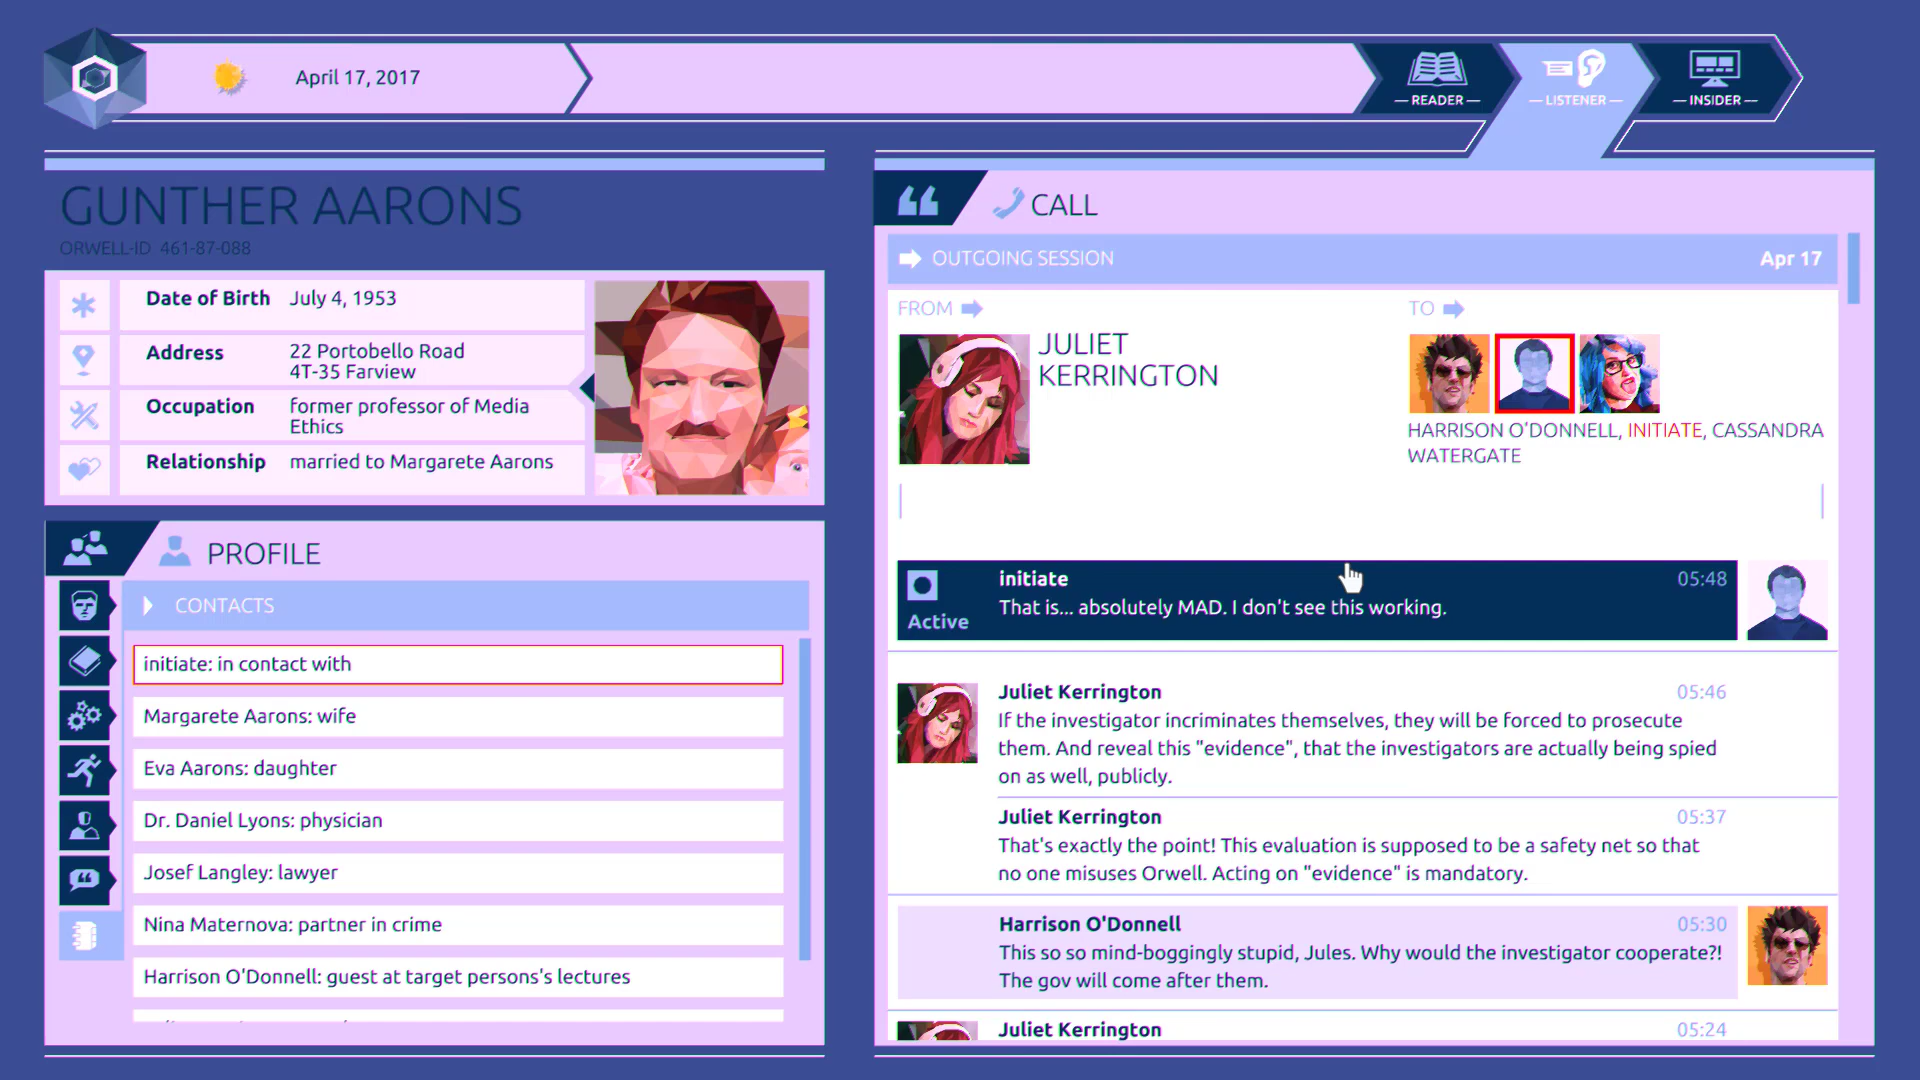 April 17, 2017
— READER —
— LISTENER —
— INSIDER —
GUNTHER AARONS
ORWELL-ID 461-87-088
Date of Birth July 4, 1953
Address 22 Portobello Road
4T-35 Farview
Occupation former professor of Media
Ethics
Relationship married to Margarete Aarons
PROFILE
CONTACTS
initiate: in contact with
Margarete Aarons: wife
Eva Aarons: daughter
Dr. Daniel Lyons: physician
Josef Langley: lawyer
Nina Maternova: partner in crime
Harrison O'Donnell: guest at target persons's lectures
CALL
OUTGOING SESSION Apr 17
FROM
TO
JULIET
KERRINGTON
HARRISON O'DONNELL, INITIATE, CASSANDRA
WATERGATE
initiate 05:48
That is... absolutely MAD. I don't see this working.
Active
Juliet Kerrington 05:46
If the investigator incriminates themselves, they will be forced to prosecute
them. And reveal this "evidence", that the investigators are actually being spied
on as well, publicly.
Juliet Kerrington 05:37
That's exactly the point! This evaluation is supposed to be a safety net so that
no one misuses Orwell. Acting on "evidence" is mandatory.
Harrison O'Donnell 05:30
This so so mind-boggingly stupid, Jules. Why would the investigator cooperate?!
The gov will come after them.
Juliet Kerrington 05:24